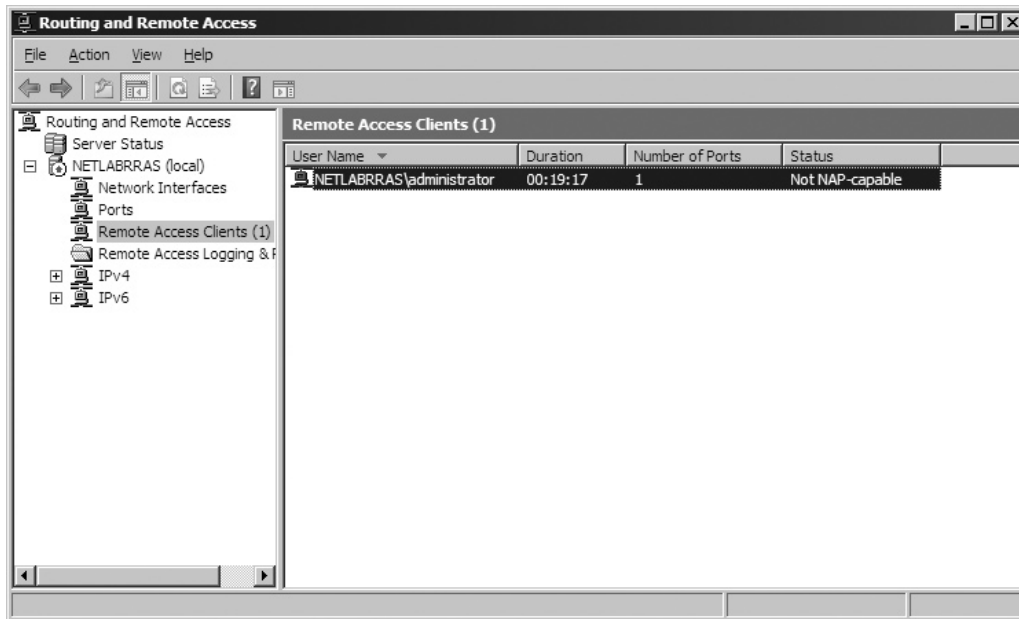 Routing and Remote Access
File Action View Help
Routing and Remote Access
Server Status
NETLABRRAS (local)
Network Interfaces
Ports
Remote Access Clients (1)
Remote Access Logging &
IPv4
IPv6
Remote Access Clients (1)
User Name Duration Number of Ports Status
NETLABRRAS\administrator 00:19:17 1 Not NAP-capable